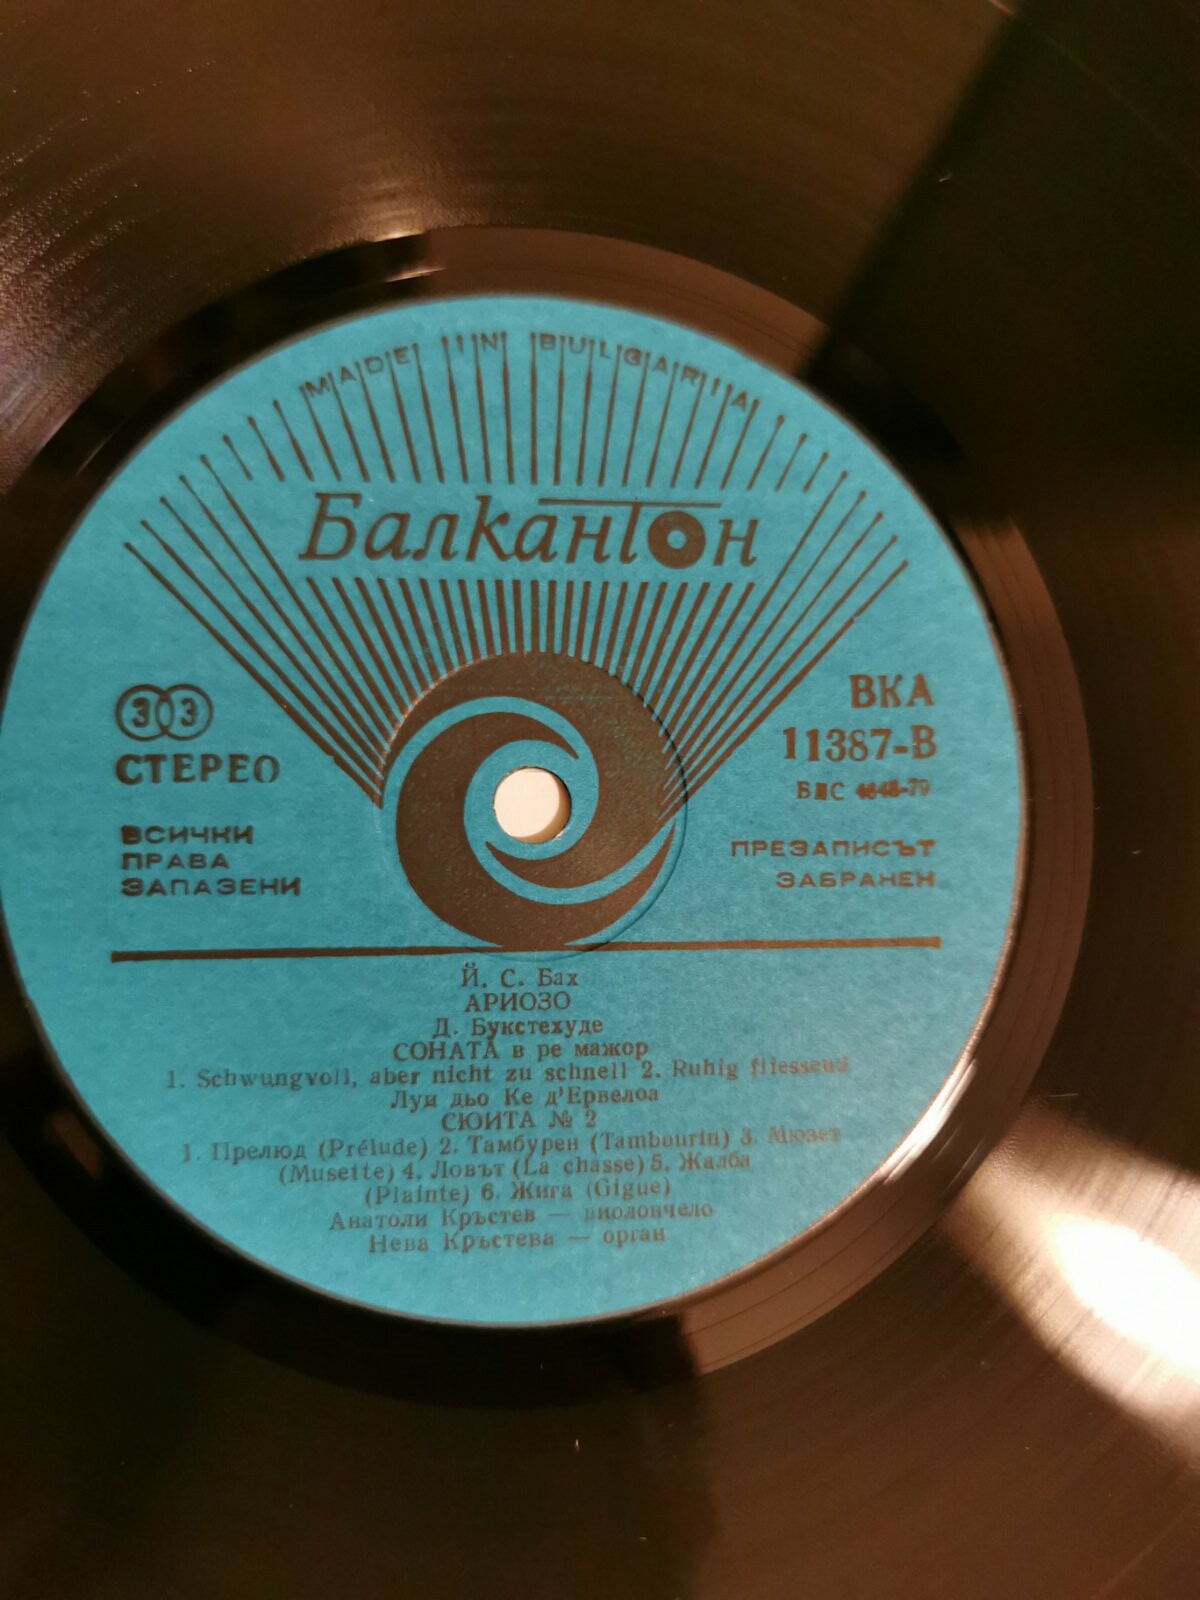 MADE IN BULGARIA
Балкантон
33
СТЕРЕО
ВСИЧКИ
ПРАВА
ЗАПАЗЕНИ
ВКА
11387-В
БДС
ПРЕЗАПИСЪТ
ЗАБРАНЕН
Й. С. Бах
АРИОЗО
Д. Букстехуде
СОНАТА в ре мажор
1. Schwungvoll, aber nicht zu schnell 2. Ruhig fliessend
Луи дьо Ке д'Ервелоа
СЮИТА № 2
1. Прелюд (Prélude) 2. Тамбурен (Tambourin) 3. Мюзет
(Musette) 4. Ловът (La chasse) 5. Жалба
(Plainte) 6. Жига (Gigue)
Анатоли Кръстев — виолончело
Нева Кръстева — орган